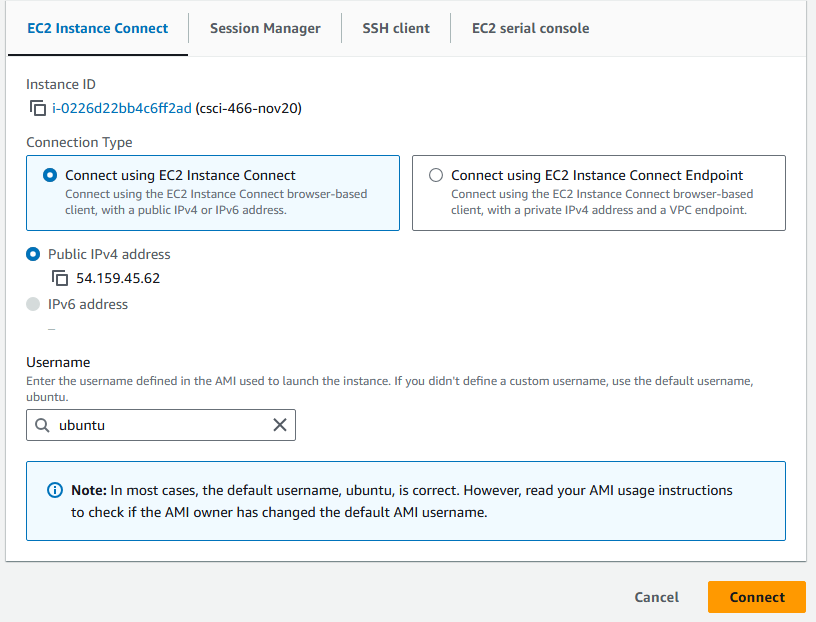 EC2 Instance Connect
Session Manager
SSH client
EC2 serial console
Instance ID
i-0226d22bb4c6ff2ad (csci-466-nov20)
Connection Type
Connect using EC2 Instance Connect
Connect using the EC2 Instance Connect browser-based
client, with a public IPv4 or IPv6 address.
Connect using EC2 Instance Connect Endpoint
Connect using the EC2 Instance Connect browser-based
client, with a private IPv4 address and a VPC endpoint.
Public IPv4 address
54.159.45.62
IPv6 address
–
Username
Enter the username defined in the AMI used to launch the instance. If you didn't define a custom username, use the default username,
ubuntu.
ubuntu
Note: In most cases, the default username, ubuntu, is correct. However, read your AMI usage instructions
to check if the AMI owner has changed the default AMI username.
Cancel
Connect